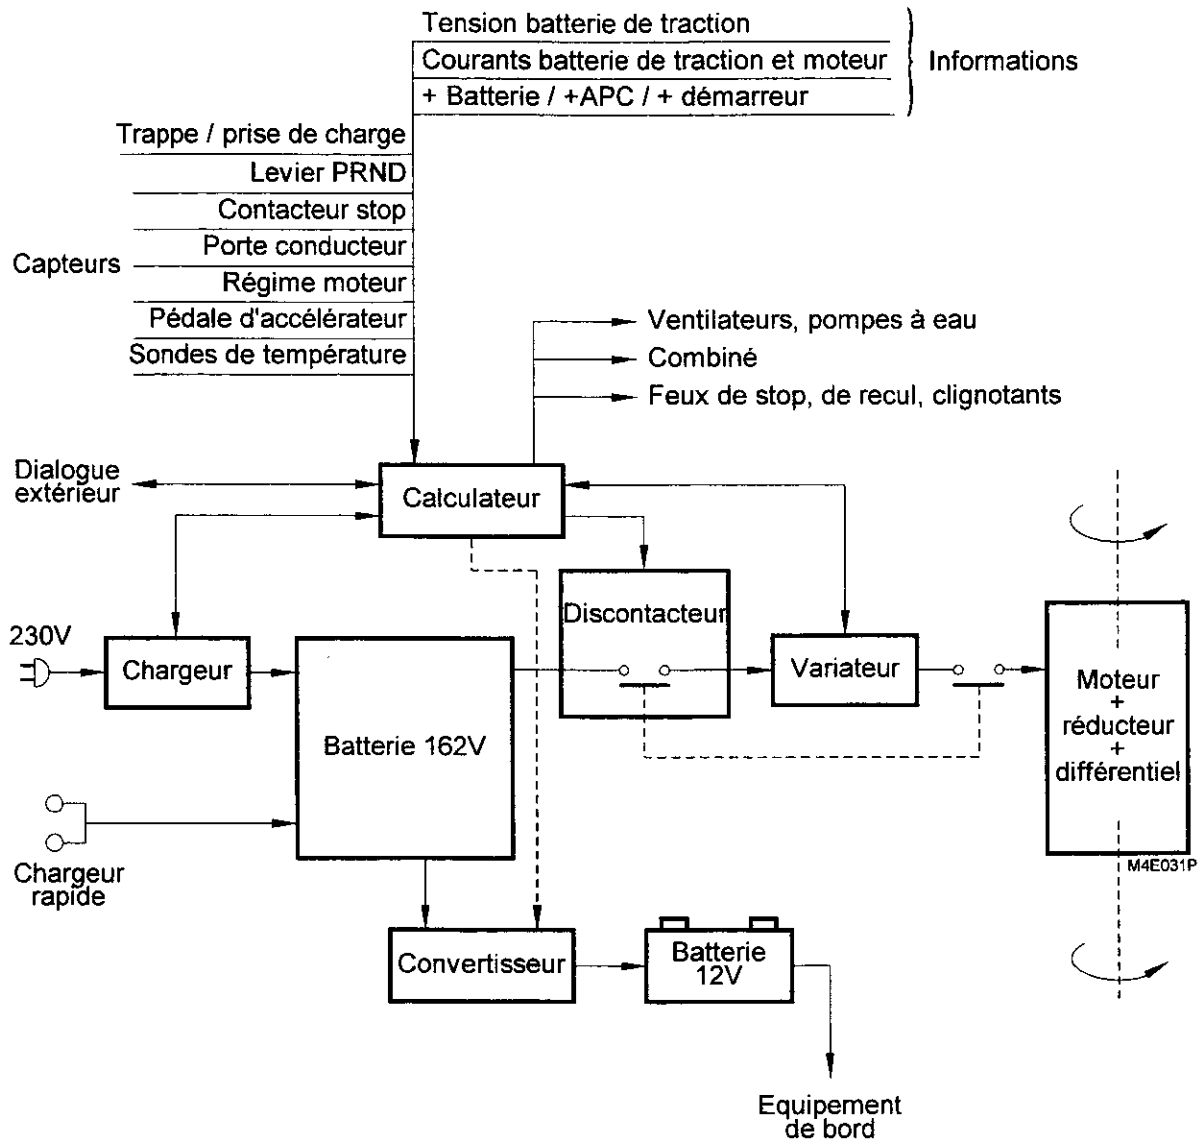 Tension batterie de traction
Courants batterie de traction et moteur
+ Batterie / +APC / + démarreur
Informations
Trappe / prise de charge
Levier PRND
Contacteur stop
Porte conducteur
Régime moteur
Pédale d'accélérateur
Sondes de température
Capteurs
Ventilateurs, pompes à eau
Combiné
Feux de stop, de recul, clignotants
Dialogue
extérieur
Calculateur
Discontacteur
230V
Chargeur
Batterie 162V
Variateur
Moteur
+
réducteur
+
différentiel
M4E031P
Chargeur
rapide
Convertisseur
Batterie
12V
Equipement
de bord